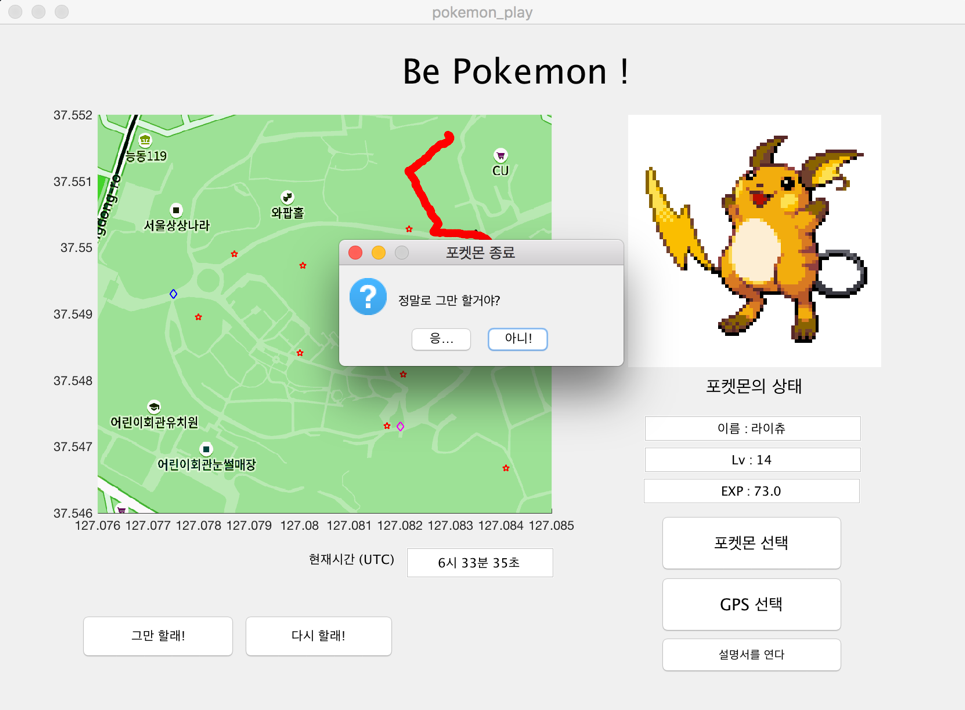 pokemon_play
Be Pokemon !
37.552
37.551
37.55
37.549
37.548
37.547
37.546
127.076 127.077 127.078 127.079 127.08 127.081 127.082 127.083 127.084 127.085
능동119
CU
와팝홀
서울상상나라
어린이회관유치원
어린이회관눈썰매장
포켓몬 종료
정말로 그만 할거야?
응...
아니!
포켓몬의 상태
이름 : 라이츄
Lv : 14
EXP : 73.0
현재시간 (UTC)
6시 33분 35초
포켓몬 선택
GPS 선택
설명서를 연다
그만 할래!
다시 할래!